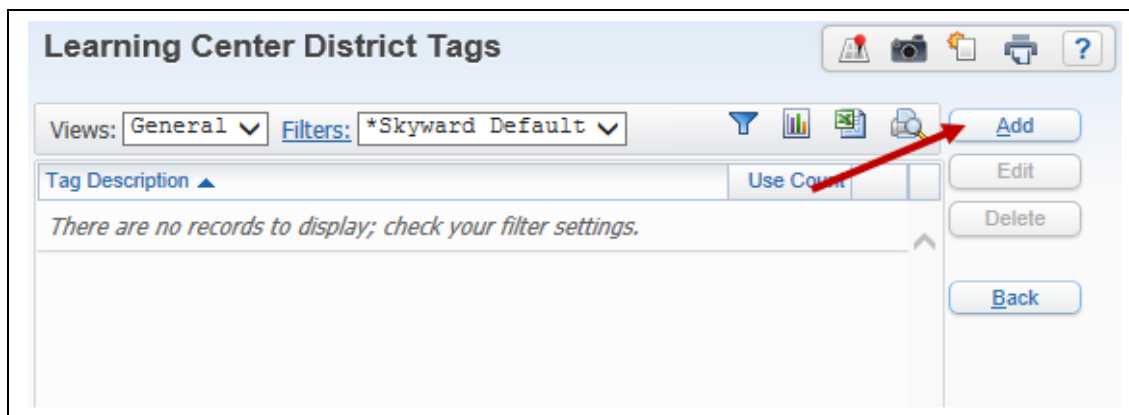 Learning Center District Tags
?
Views: General Filters: *Skyward Default
Add
Tag Description Use Count
Edit
There are no records to display; check your filter settings.
Delete
Back